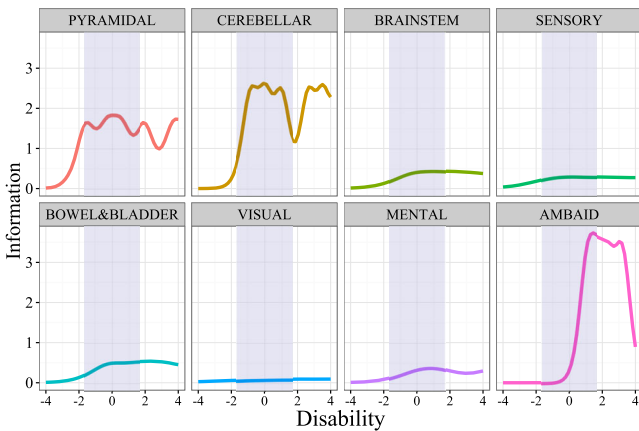 PYRAMIDAL CEREBELLAR BRAINSTEM SENSORY
3
2
1
0
BOWEL&BLADDER VISUAL MENTAL AMBAID
3
2
1
0
-4 -2 0 2 4 -4 -2 0 2 4 -4 -2 0 2 4 -4 -2 0 2 4
Information
Disability